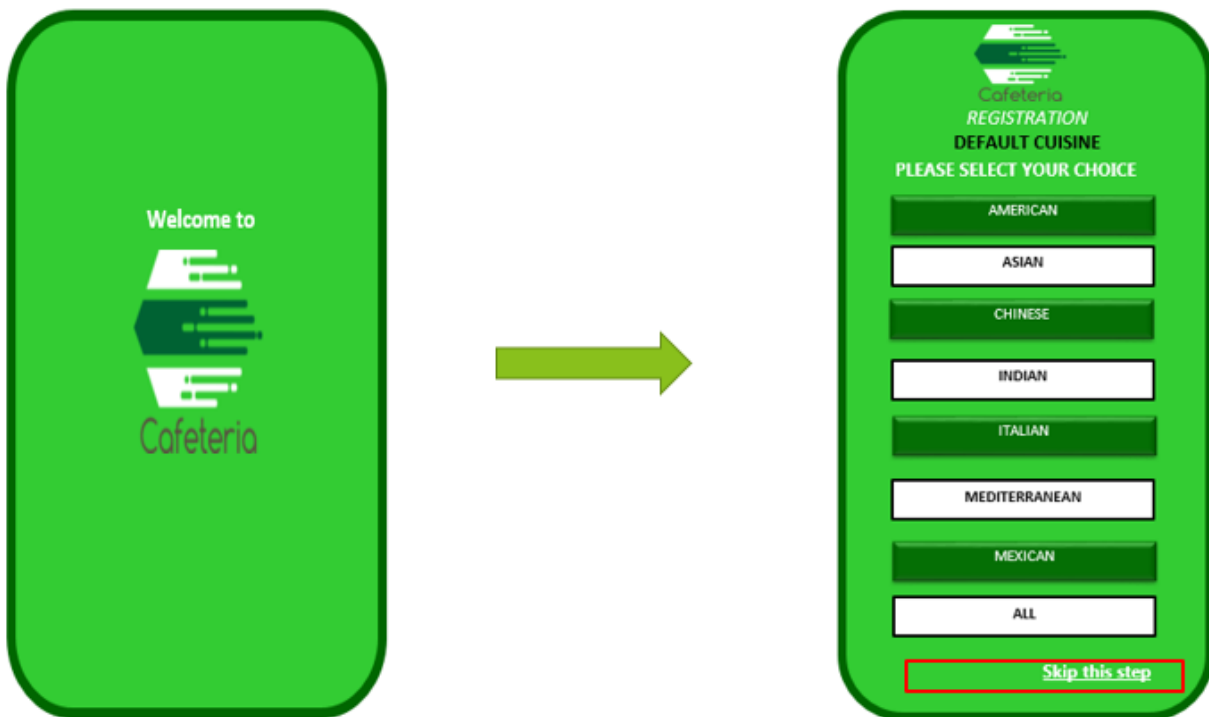 Welcome to
Cafeteria
Cafeteria
REGISTRATION
DEFAULT CUISINE
PLEASE SELECT YOUR CHOICE
AMERICAN
ASIAN
CHINESE
INDIAN
ITALIAN
MEDITERRANEAN
MEXICAN
ALL
Skip this step